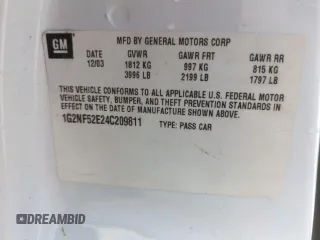 GM
MFD BY GENERAL MOTORS CORP
DATE GVWR GAWR FRT GAWR RR
12/03 1812 KG 997 KG 815 KG
3996 LB 2199 LB 1797 LB
THIS VEHICLE CONFORMS TO ALL APPLICABLE U.S. FEDERAL MOTOR
VEHICLE SAFETY, BUMPER, AND THEFT PREVENTION STANDARDS IN
EFFECT ON THE DATE OF MANUFACTURE SHOWN ABOVE.
1G2NF52E24C209811 TYPE: PASS CAR
DREAMBID